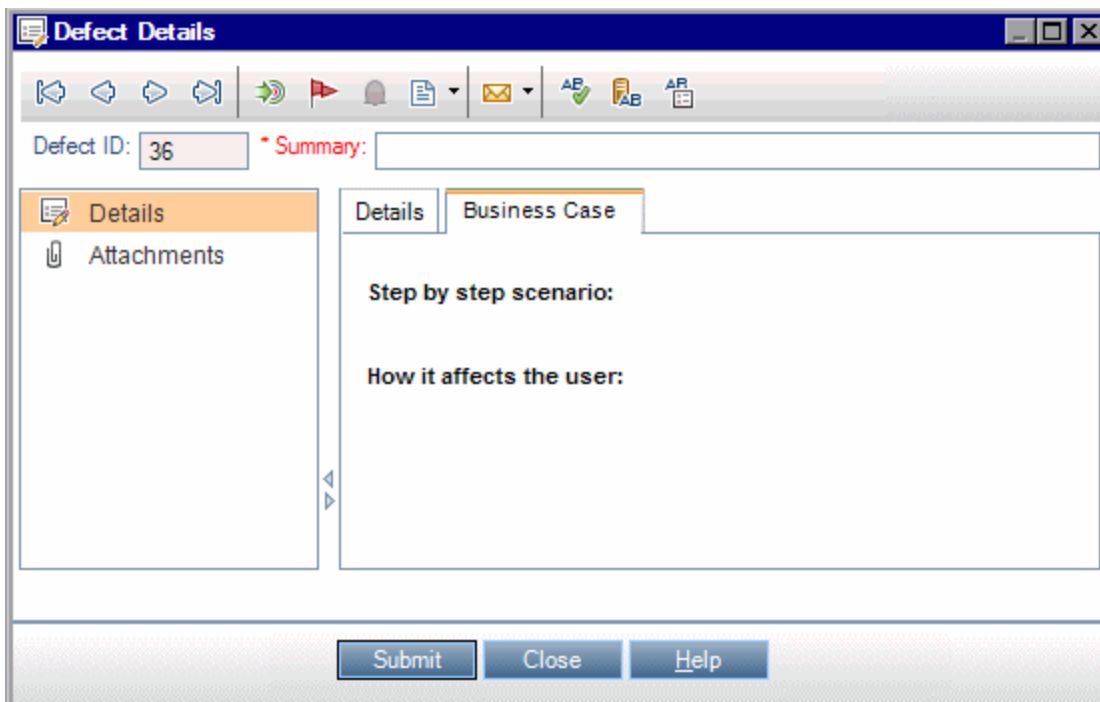 Defect Details
Defect ID: 36 * Summary:
Details
Attachments
Details Business Case
Step by step scenario:
How it affects the user:
Submit Close Help